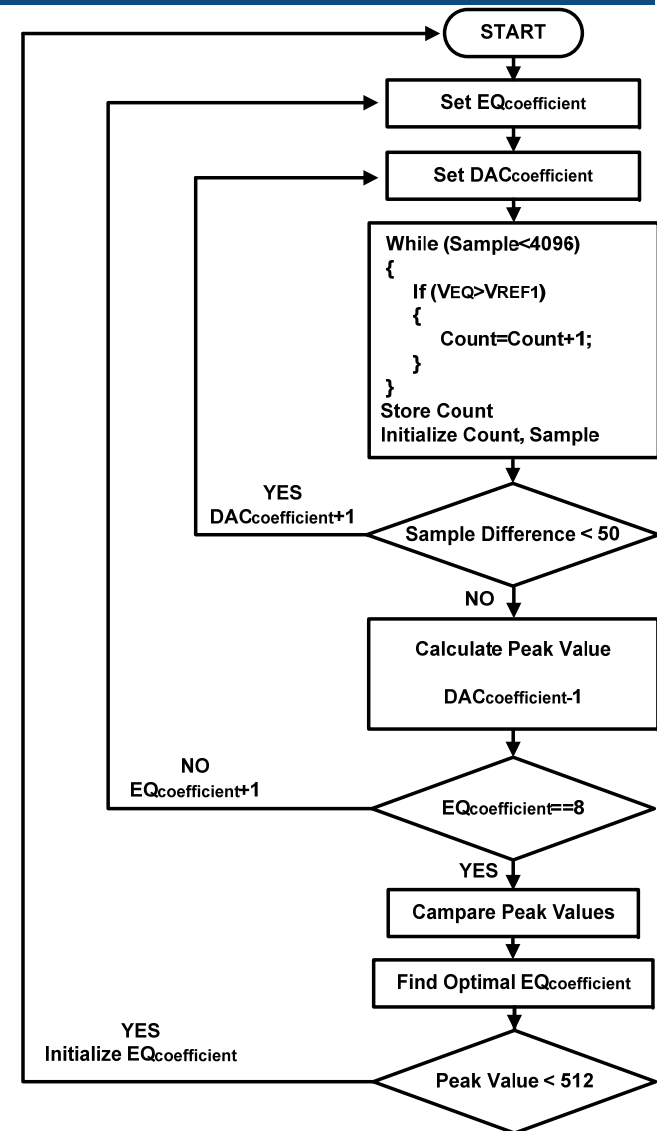 START
Set EQcoefficient
Set DACcoefficient
While (Sample<4096)
{
If (VEQ>VREF1)
{
Count=Count+1;
}
}
Store Count
Initialize Count, Sample
YES
DACcoefficient+1
Sample Difference < 50
NO
Calculate Peak Value
DACcoefficient-1
NO
EQcoefficient+1
EQcoefficient==8
YES
Campare Peak Values
Find Optimal EQcoefficient
YES
Initialize EQcoefficient
Peak Value < 512